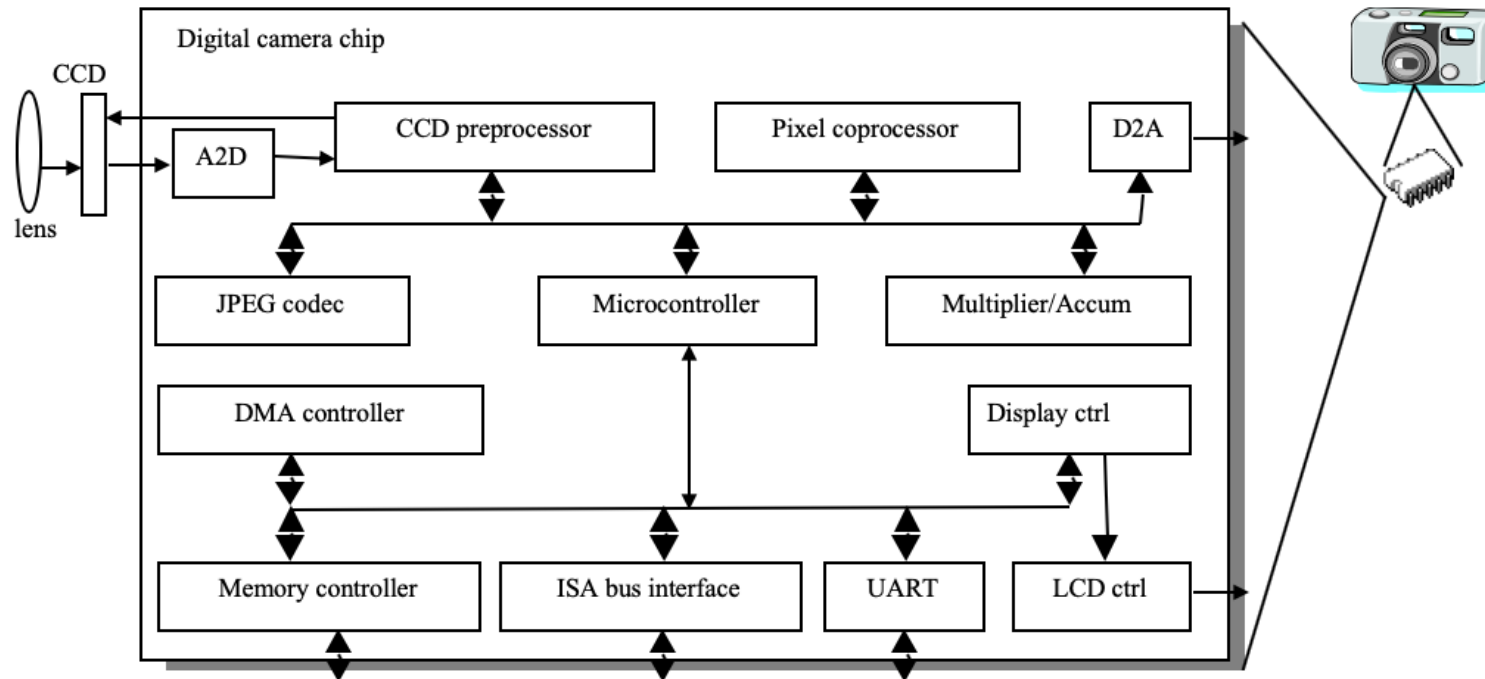 Digital camera chip
CCD
CCD preprocessor
Pixel coprocessor
D2A
A2D
lens
JPEG codec
Microcontroller
Multiplier/Accum
DMA controller
Display ctrl
Memory controller
ISA bus interface
UART
LCD ctrl